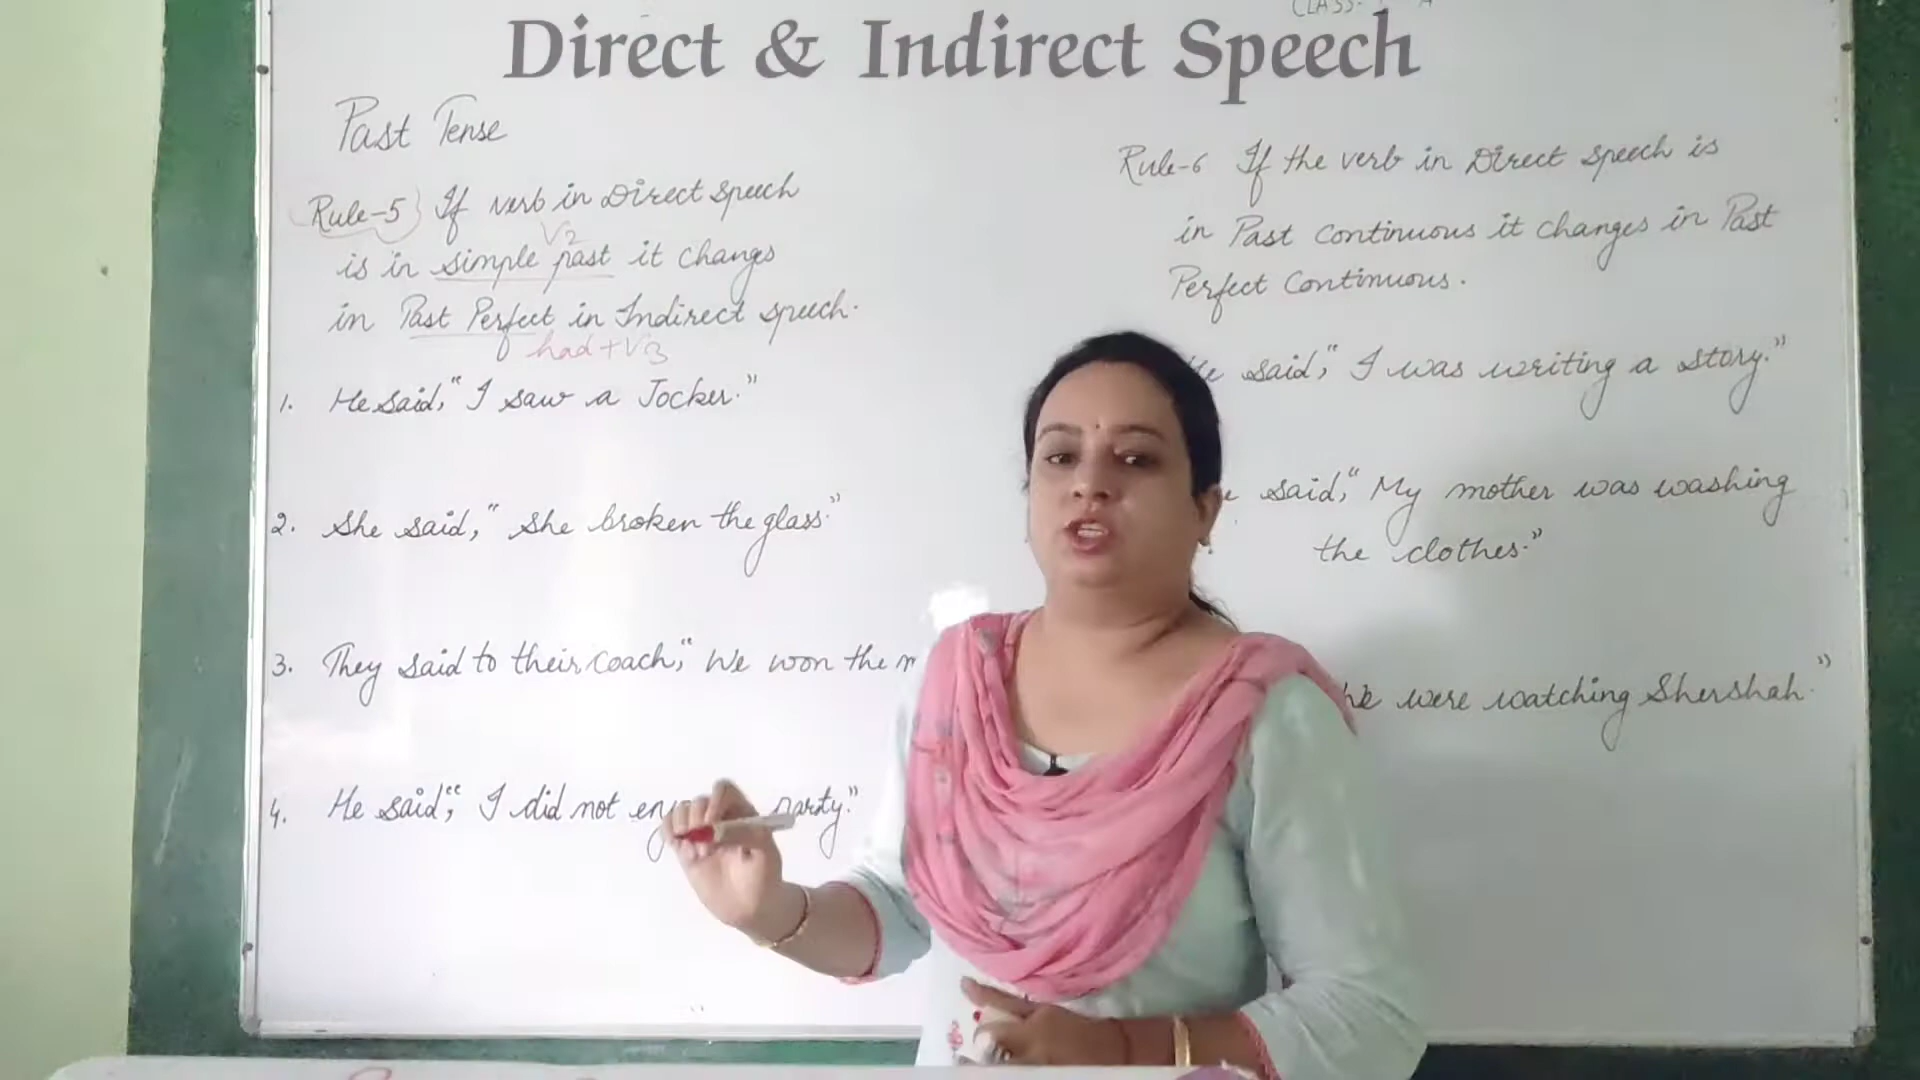 CLASS-
Direct & Indirect Speech
Past Tense
Rule-5) If verb in Direct speech
V2
is in simple past it changes
in Past Perfect in Indirect speech.
had+V3
1. He said," I saw a Jocker."
2. She said," She broken the glass."
3. They said to their coach," We won the
4. He said," I did not party."
Rule-6 If the verb in Direct speech is
in Past continuous it changes in Past
Perfect Continuous.
said," I was writing a story."
said," My mother was washing
the clothes."
We were watching Shershah."